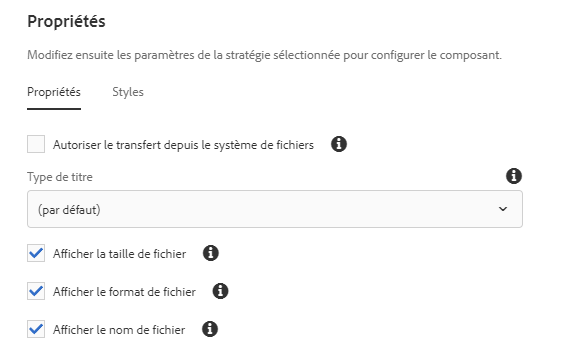 Propriétés
Modifiez ensuite les paramètres de la stratégie sélectionnée pour configurer le composant.
Propriétés Styles
Autoriser le transfert depuis le système de fichiers
Type de titre
(par défaut)
Afficher la taille de fichier
Afficher le format de fichier
Afficher le nom de fichier